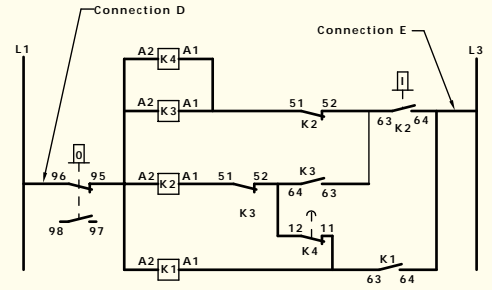 Connection D
Connection E
L1
L3
A2 K4 A1
I
A2 K3 A1 51 52
K2 63 K2 64
0
96 95 A2 K2 A1 51 52 K3
64 63
K3
98 97
12 11
K4
K1
A2 K1 A1
63 64